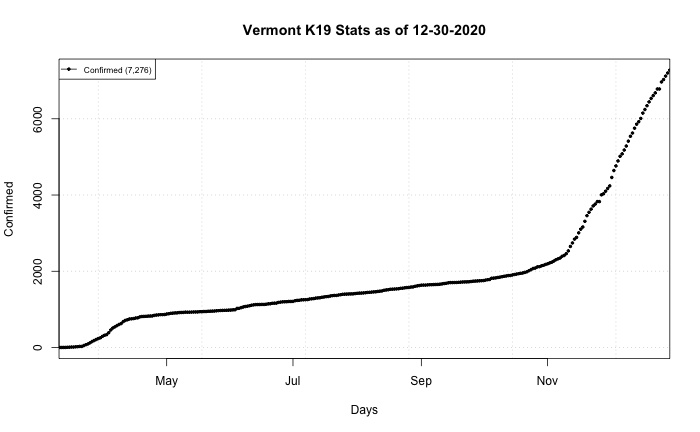 Vermont K19 Stats as of 12-30-2020
Confirmed (7,276)
6000
4000
2000
0
Confirmed
May Jul Sep Nov
Days